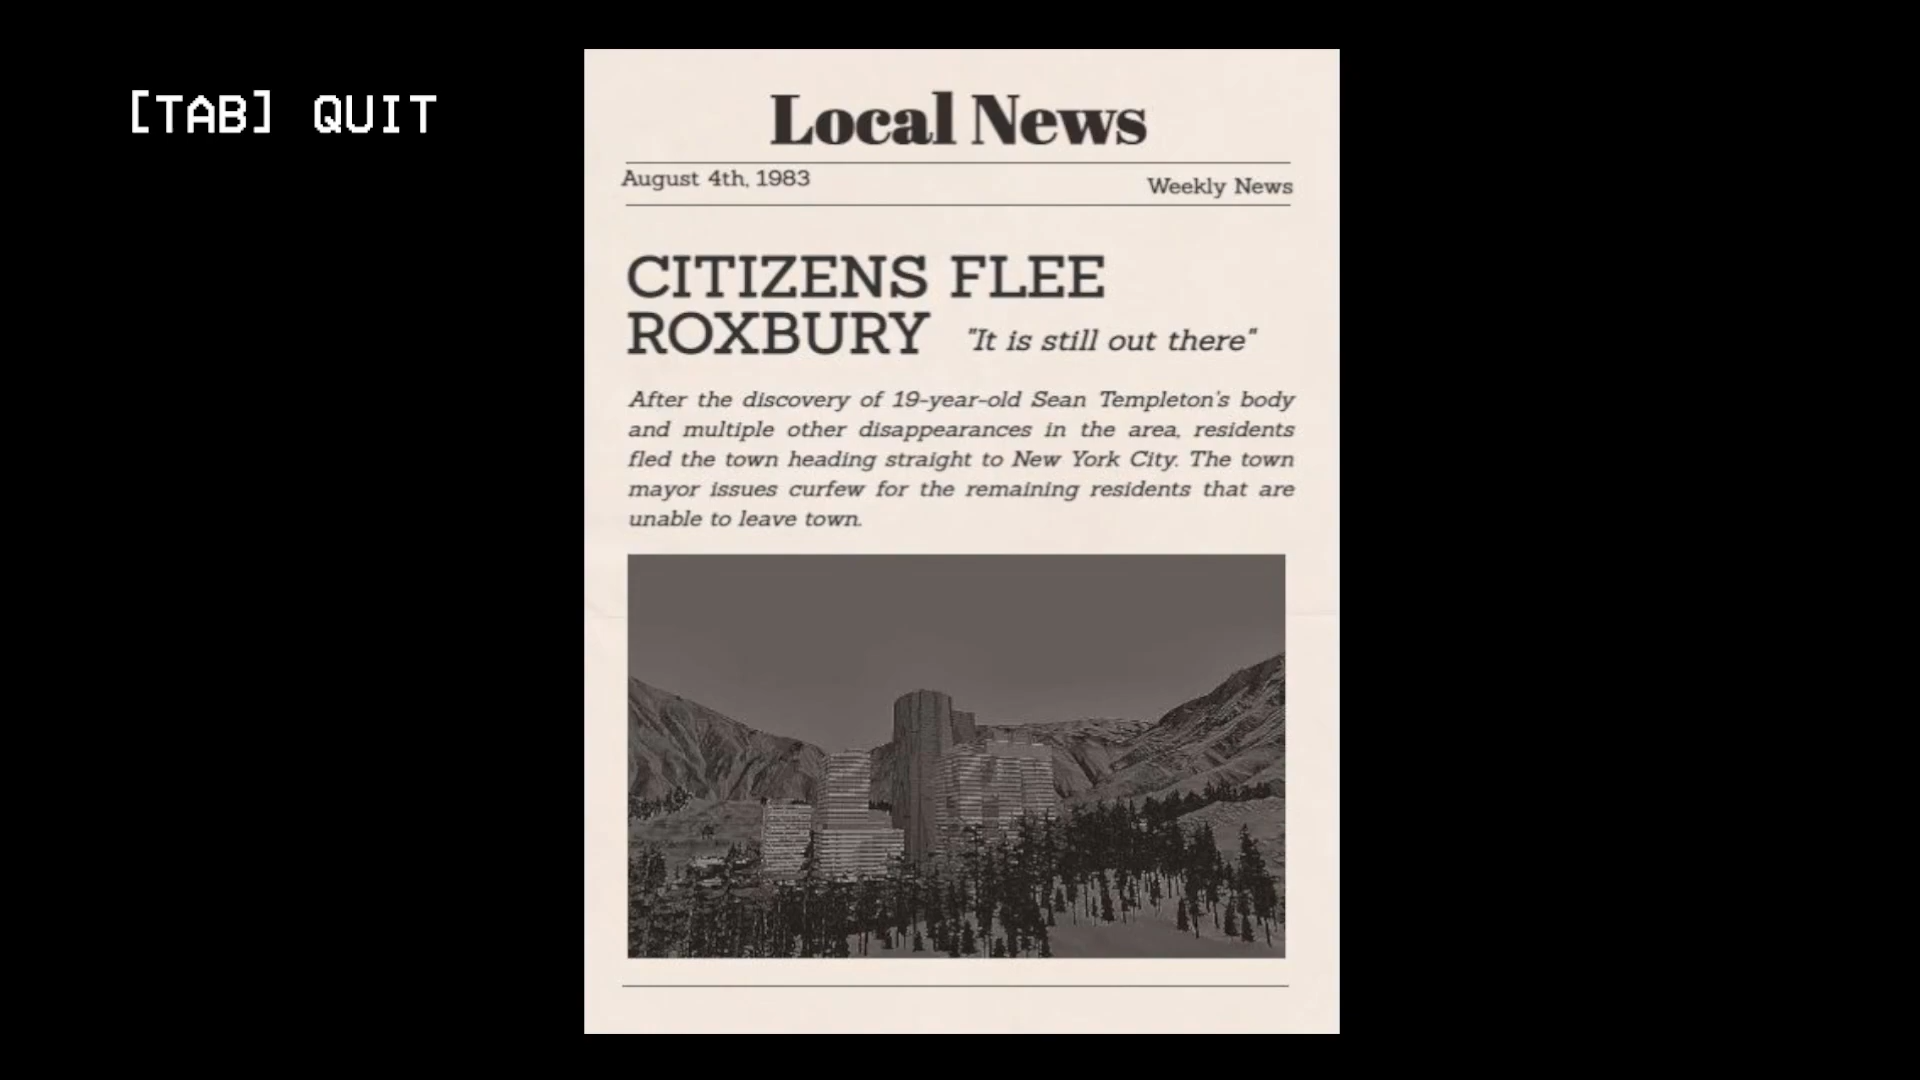 [TAB] QUIT
Local News
August 4th, 1983
Weekly News
CITIZENS FLEE
ROXBURY "It is still out there"
After the discovery of 19-year-old Sean Templeton's body
and multiple other disappearances in the area, residents
fled the town heading straight to New York City. The town
mayor issues curfew for the remaining residents that are
unable to leave town.